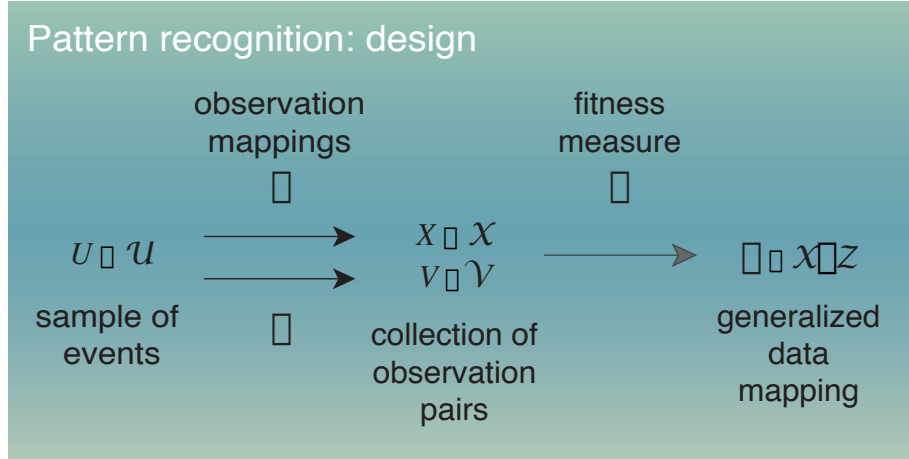 Pattern recognition: design
observation
mappings
▯
fitness
measure
▯
U ▯ 𝒰
X ▯ 𝒳
V ▯ 𝒱
▯ ▯ 𝒳▯𝒵
sample of
events
▯
collection of
observation
pairs
generalized
data
mapping